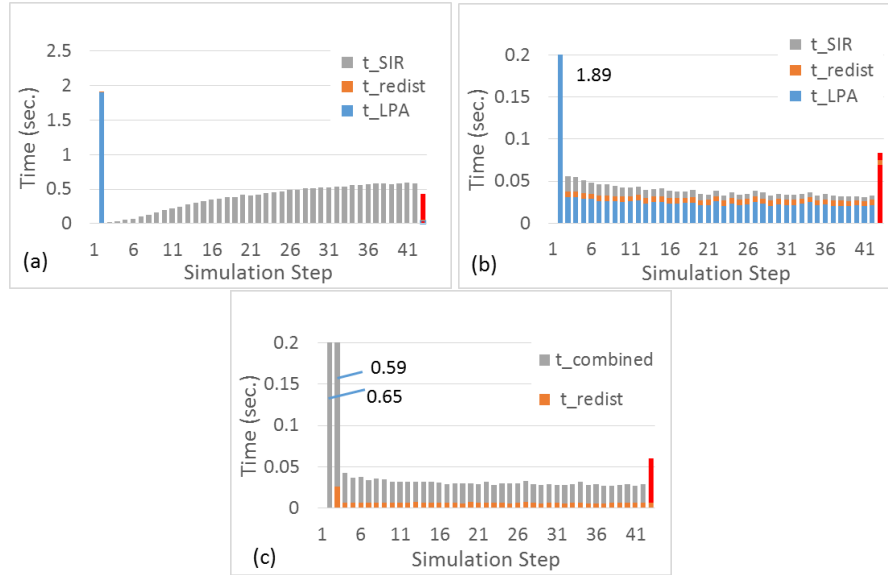 2.5
2
1.5
1
0.5
0
Time (sec.)
t_SIR
t_redist
t_LPA
1 6 11 16 21 26 31 36 41
Simulation Step
(a)
0.2
0.15
0.1
0.05
0
Time (sec.)
1.89
t_SIR
t_redist
t_LPA
1 6 11 16 21 26 31 36 41
Simulation Step
(b)
0.2
0.15
0.1
0.05
0
Time (sec.)
0.59
0.65
t_combined
t_redist
1 6 11 16 21 26 31 36 41
Simulation Step
(c)